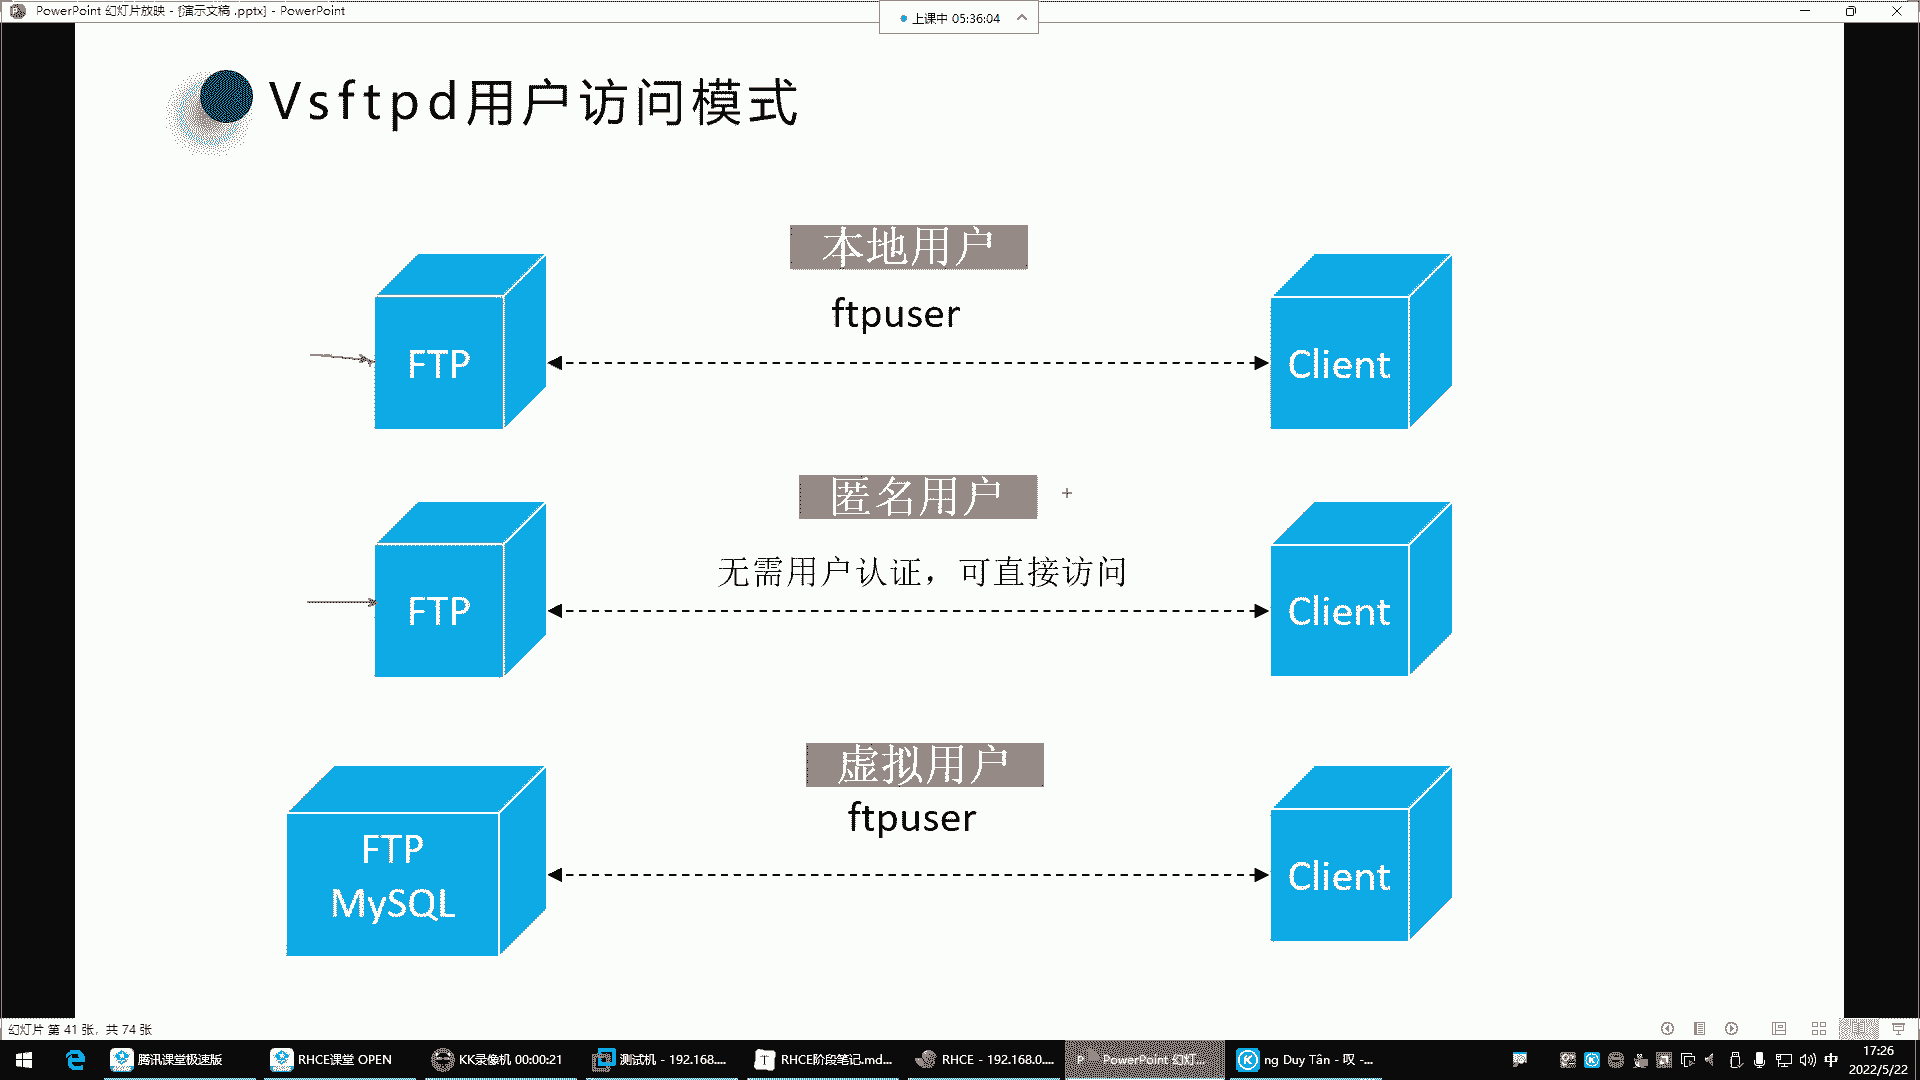 PowerPoint 幻灯片放映 - [演示文稿 .pptx] - PowerPoint
上课中 05:36:04
Vsftpd用户访问模式
本地用户
ftpuser
FTP
Client
匿名用户
无需用户认证，可直接访问
FTP
Client
虚拟用户
ftpuser
FTP
MySQL
Client
幻灯片 第 41 张，共 74 张
腾讯课堂极速版
RHCE课堂 OPEN
KK录像机 00:00:21
测试机 - 192.168....
RHCE阶段笔记.md...
RHCE - 192.168.0....
PowerPoint 幻灯...
ng Duy Tân - 叹 -...
中
17:26
2022/5/22